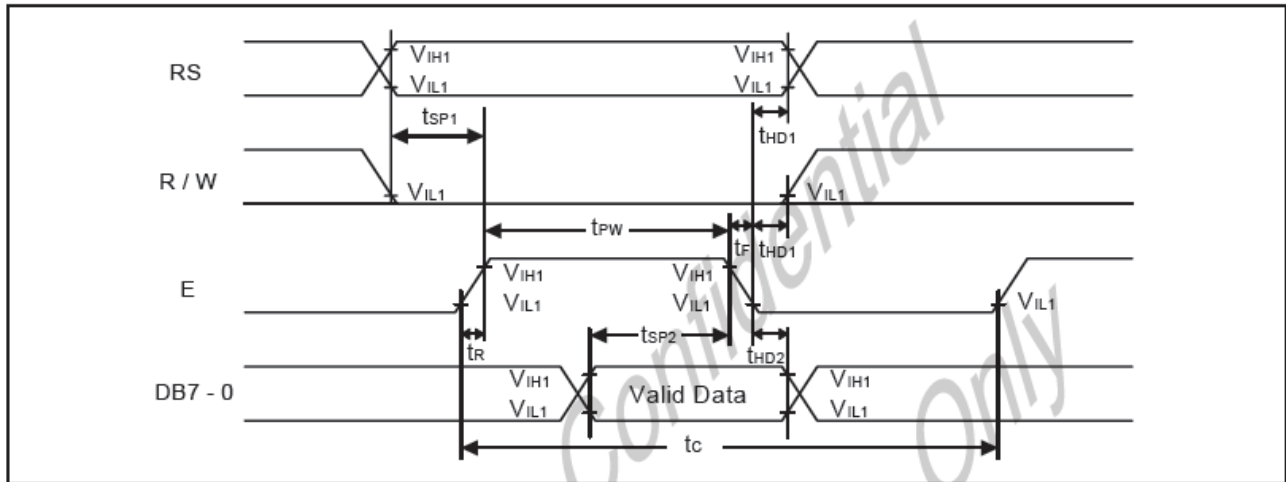 RS
VIH1
VIL1
VIH1
VIL1
tSP1
tHD1
R / W
VIL1
VIL1
tPW
tF
tHD1
E
VIH1
VIL1
VIH1
VIL1
VIL1
tR
tSP2
tHD2
DB7 - 0
VIH1
VIL1
Valid Data
VIH1
VIL1
tC
Confidential
Only